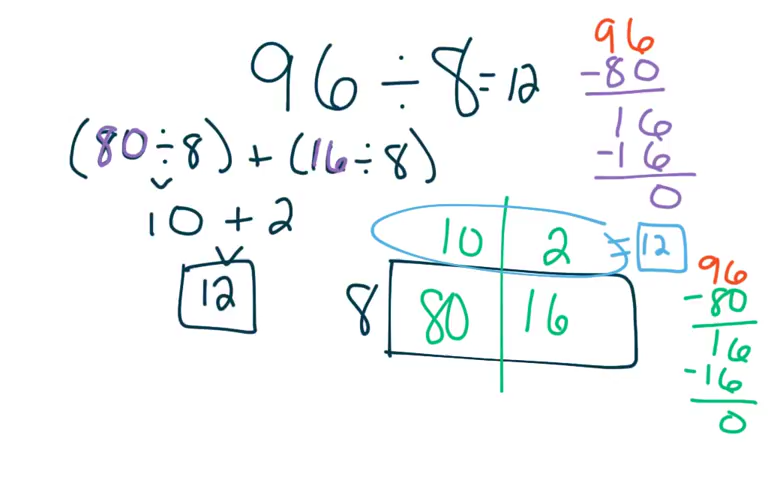 96 ÷ 8 = 12
(80 ÷ 8) + (16 ÷ 8)
10 + 2
12
96
-80
16
-16
0
10 2 = 12
8 80 16
96
-80
16
-16
0